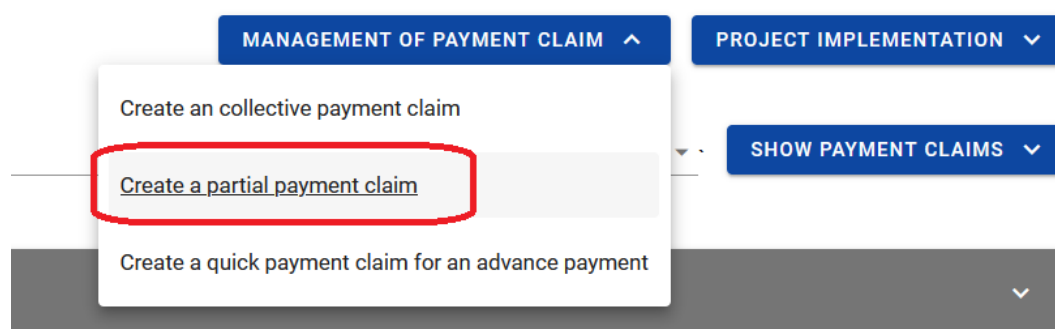 MANAGEMENT OF PAYMENT CLAIM
PROJECT IMPLEMENTATION
Create an collective payment claim
SHOW PAYMENT CLAIMS
Create a partial payment claim
Create a quick payment claim for an advance payment